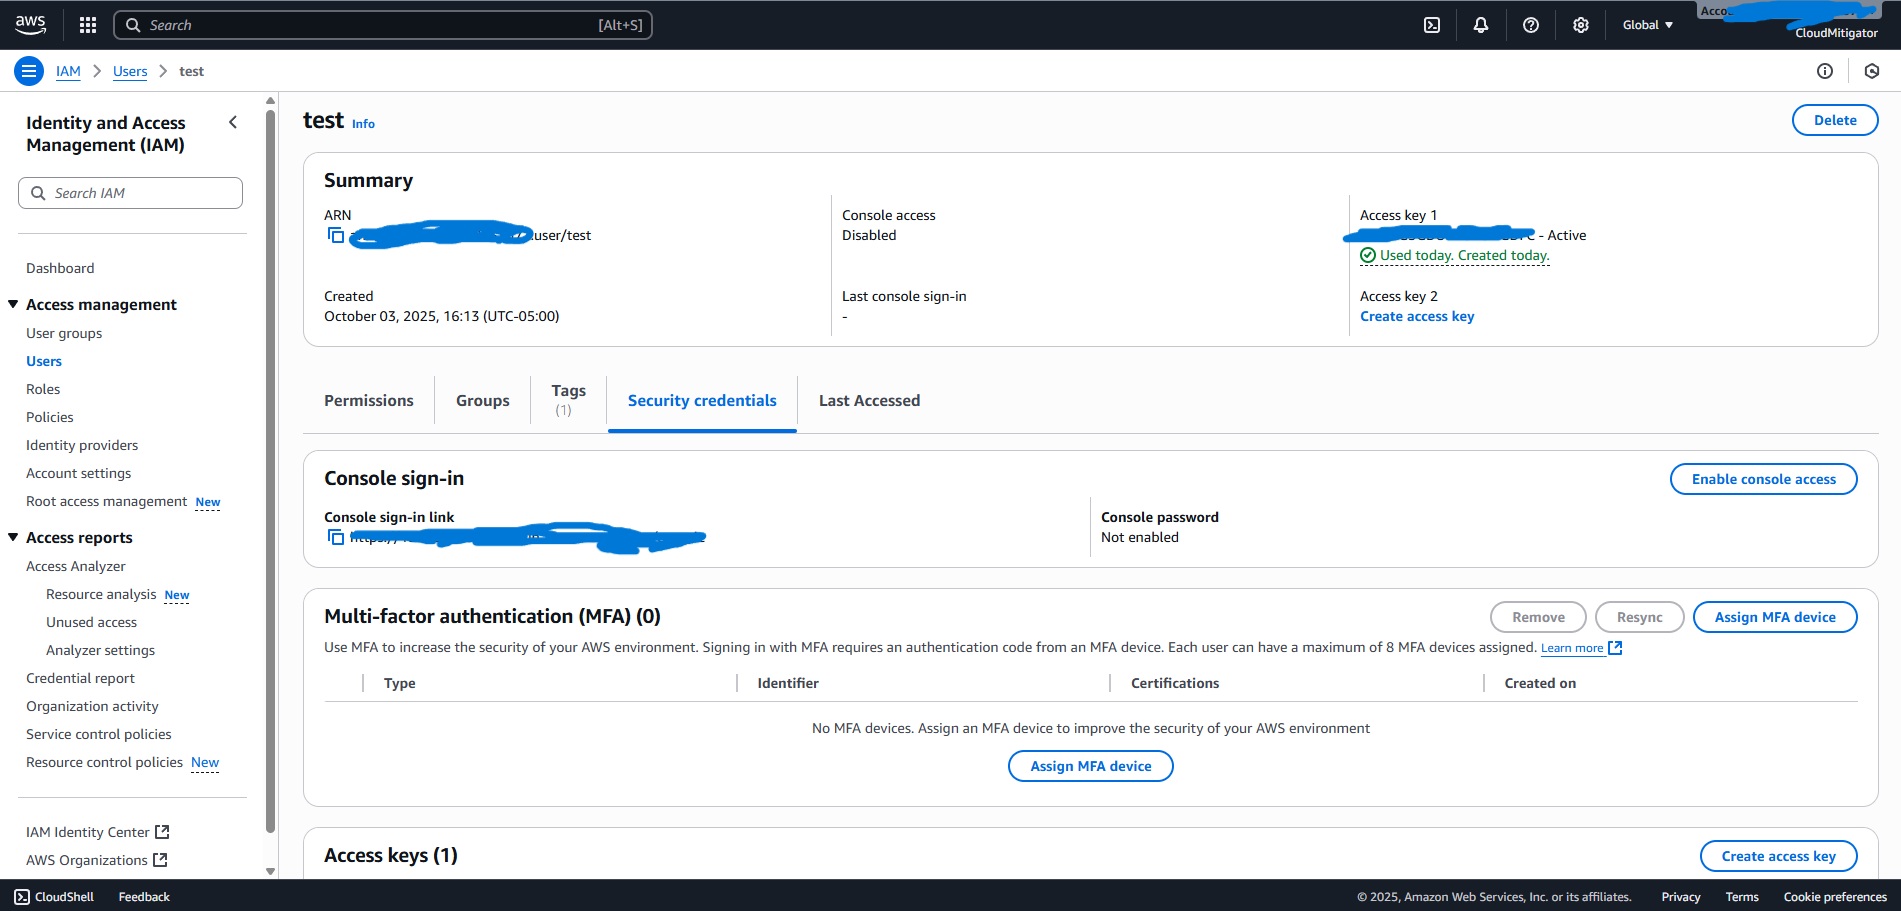 aws
Search [Alt+S]
Global
CloudMitigator
IAM
Users
test
Identity and Access
Management (IAM)
Search IAM
Dashboard
Access management
User groups
Users
Roles
Policies
Identity providers
Account settings
Root access management New
Access reports
Access Analyzer
Resource analysis New
Unused access
Analyzer settings
Credential report
Organization activity
Service control policies
Resource control policies New
IAM Identity Center
AWS Organizations
test Info
Delete
Summary
ARN
:user/test
Created
October 03, 2025, 16:13 (UTC-05:00)
Console access
Disabled
Last console sign-in
-
Access key 1
- Active
Used today. Created today.
Access key 2
Create access key
Permissions
Groups
Tags
(1)
Security credentials
Last Accessed
Console sign-in
Enable console access
Console sign-in link
Console password
Not enabled
Multi-factor authentication (MFA) (0)
Remove
Resync
Assign MFA device
Use MFA to increase the security of your AWS environment. Signing in with MFA requires an authentication code from an MFA device. Each user can have a maximum of 8 MFA devices assigned. Learn more
Type
Identifier
Certifications
Created on
No MFA devices. Assign an MFA device to improve the security of your AWS environment
Assign MFA device
Access keys (1)
Create access key
CloudShell
Feedback
© 2025, Amazon Web Services, Inc. or its affiliates.
Privacy
Terms
Cookie preferences